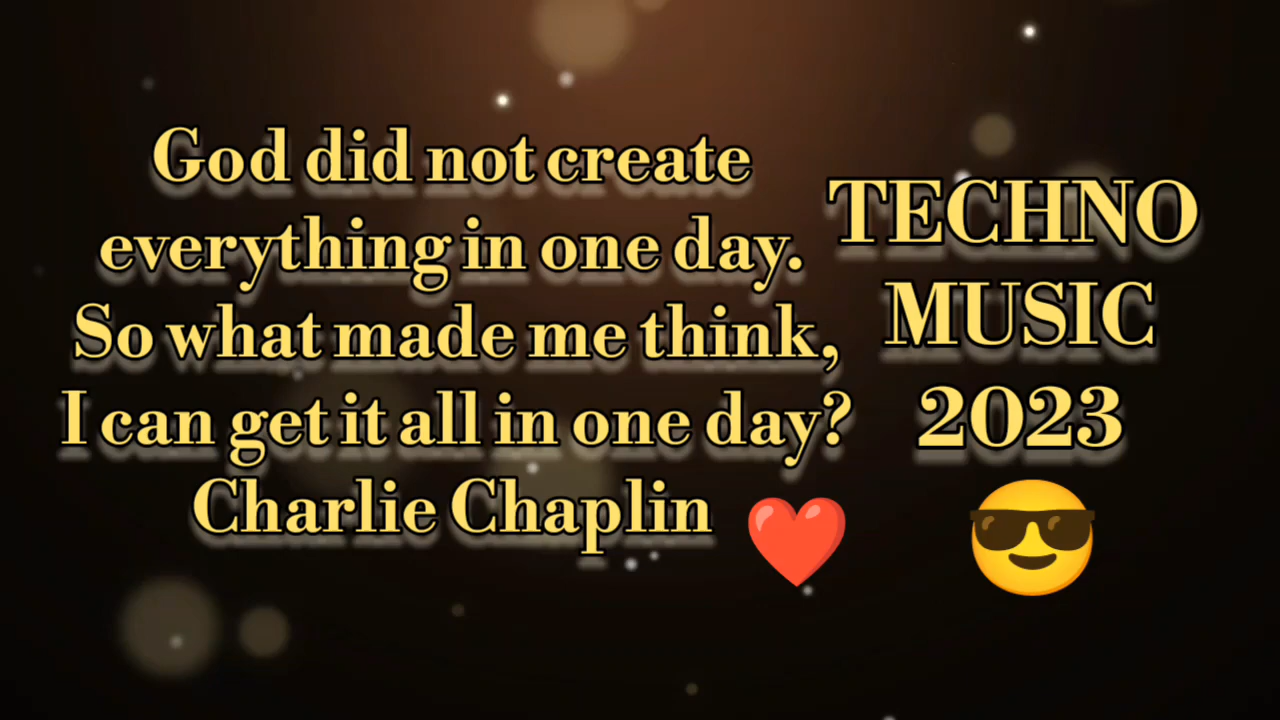 God did not create
everything in one day.
So what made me think,
I can get it all in one day?
Charlie Chaplin
TECHNO
MUSIC
2023